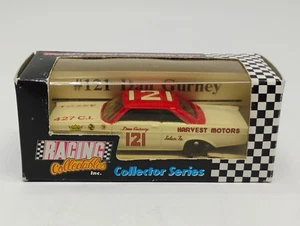 #121 Dan Gurney
121
427 C.I.
Dan Gurney
121
HARVEST MOTORS
RACING
Collectables
Inc.
Collector Series